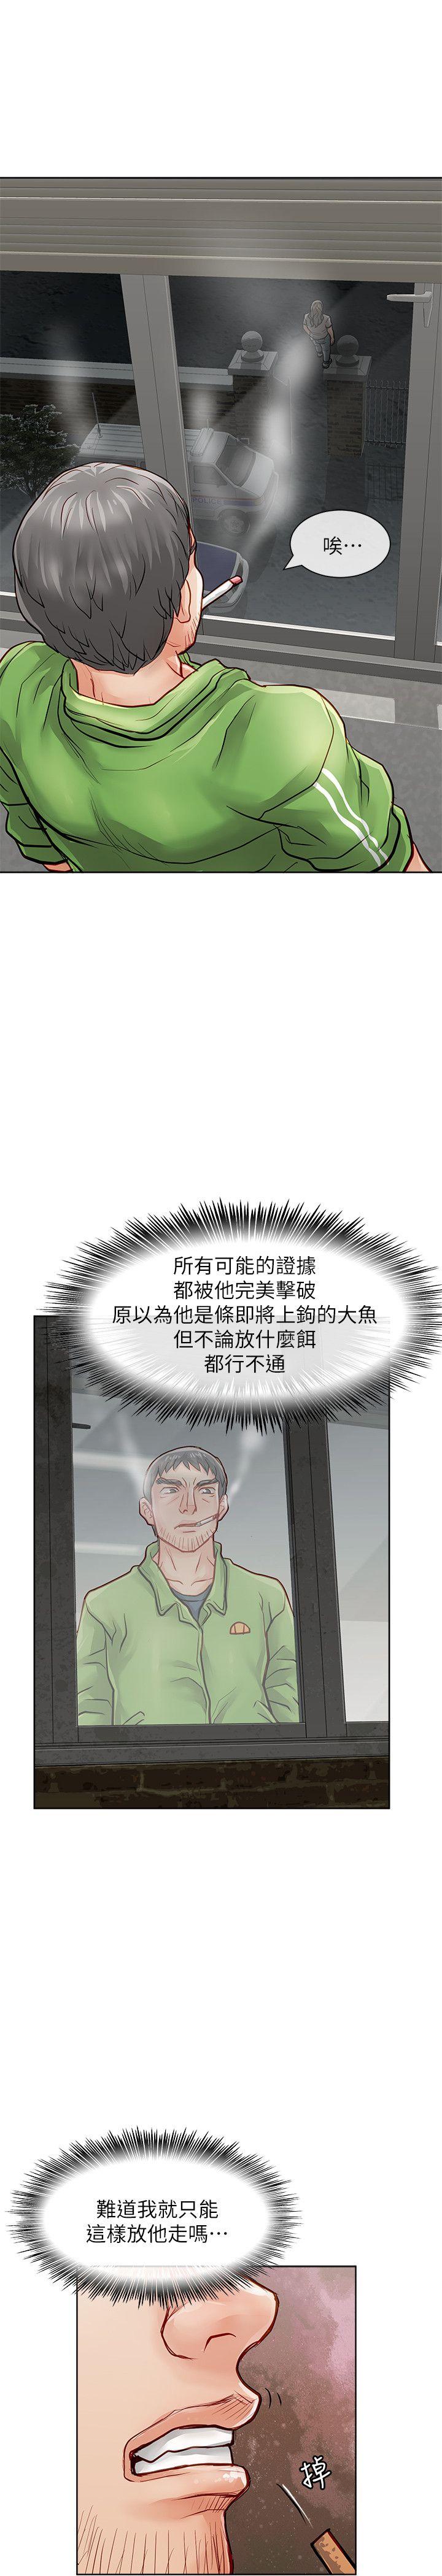 POLICE
唉⋯
所有可能的證據
都被他完美擊破
原以為他是條即將上鉤的大魚
但不論放什麼餌
都行不通
難道我就只能
這樣放他走嗎⋯
掉